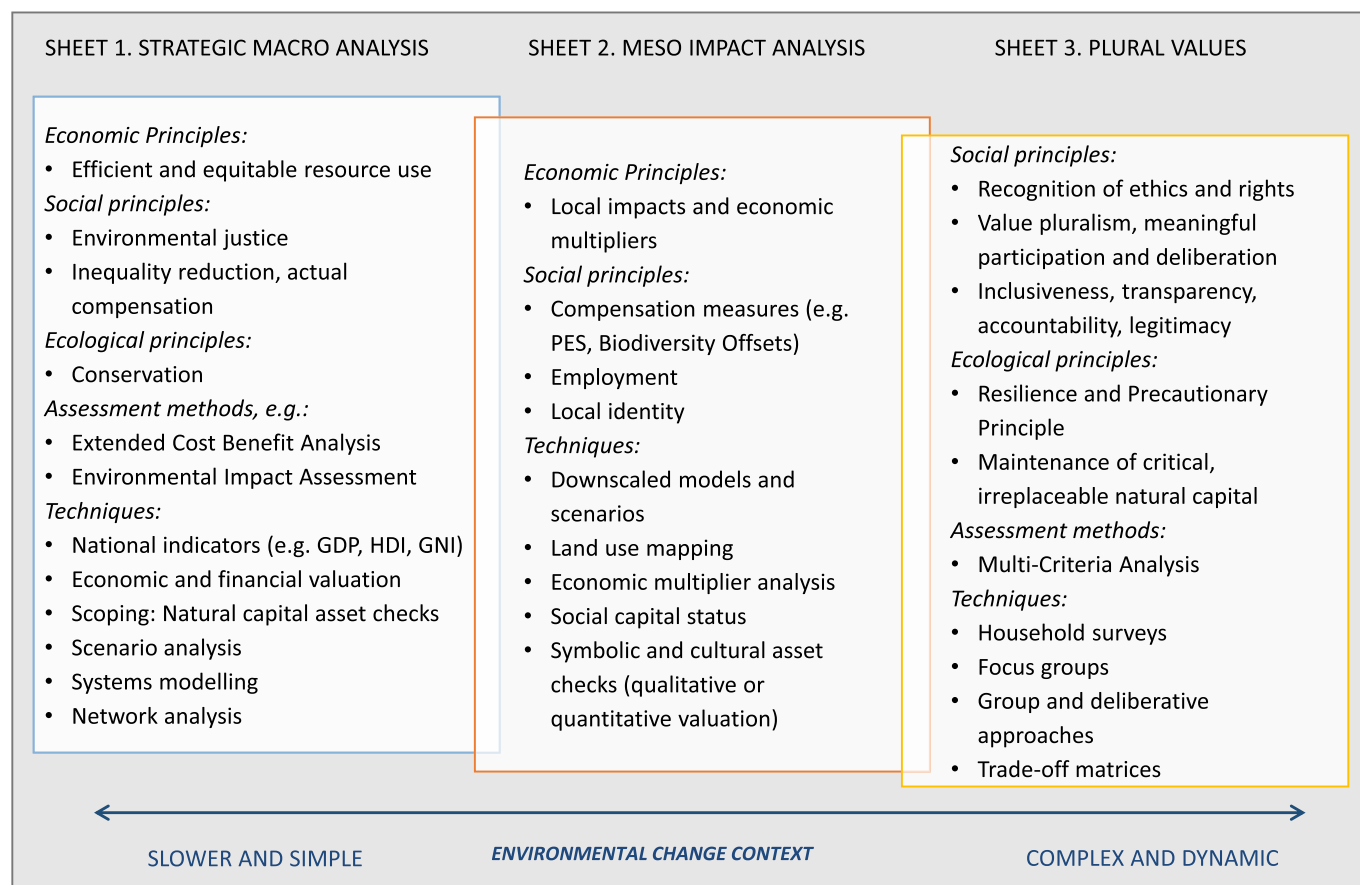 SHEET 1. STRATEGIC MACRO ANALYSIS
Economic Principles:
• Efficient and equitable resource use
Social principles:
• Environmental justice
• Inequality reduction, actual
compensation
Ecological principles:
• Conservation
Assessment methods, e.g.:
• Extended Cost Benefit Analysis
• Environmental Impact Assessment
Techniques:
• National indicators (e.g. GDP, HDI, GNI)
• Economic and financial valuation
• Scoping: Natural capital asset checks
• Scenario analysis
• Systems modelling
• Network analysis
SHEET 2. MESO IMPACT ANALYSIS
Economic Principles:
• Local impacts and economic
multipliers
Social principles:
• Compensation measures (e.g.
PES, Biodiversity Offsets)
• Employment
• Local identity
Techniques:
• Downscaled models and
scenarios
• Land use mapping
• Economic multiplier analysis
• Social capital status
• Symbolic and cultural asset
checks (qualitative or
quantitative valuation)
SHEET 3. PLURAL VALUES
Social principles:
• Recognition of ethics and rights
• Value pluralism, meaningful
participation and deliberation
• Inclusiveness, transparency,
accountability, legitimacy
Ecological principles:
• Resilience and Precautionary
Principle
• Maintenance of critical,
irreplaceable natural capital
Assessment methods:
• Multi-Criteria Analysis
Techniques:
• Household surveys
• Focus groups
• Group and deliberative
approaches
• Trade-off matrices
SLOWER AND SIMPLE
ENVIRONMENTAL CHANGE CONTEXT
COMPLEX AND DYNAMIC